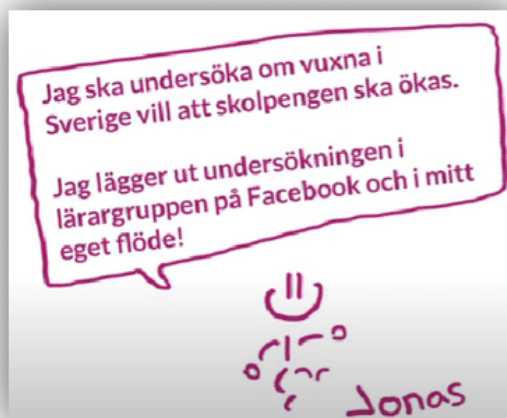 Jag ska undersöka om vuxna i
Sverige vill att skolpengen ska ökas.
Jag lägger ut undersökningen i
lärargruppen på Facebook och i mitt
eget flöde!
Jonas